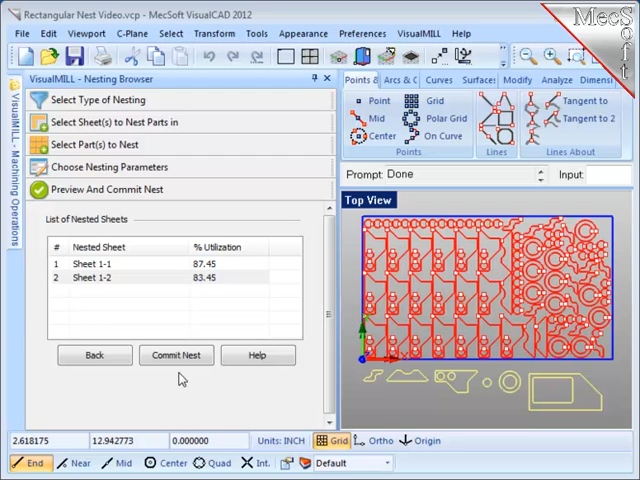 Rectangular Nest Video.vcp - MecSoft VisualCAD 2012
MecSoft
File Edit Viewport C-Plane Select Transform Tools Appearance Preferences VisualMILL Window
VisualMILL - Nesting Browser
VisualMILL - Machining Operations
Select Type of Nesting
Select Sheet(s) to Nest Parts in
Select Part(s) to Nest
Choose Nesting Parameters
Preview And Commit Nest
List of Nested Sheets
# Nested Sheet % Utilization
1 Sheet 1-1 87.45
2 Sheet 1-2 83.45
Back Commit Nest Help
Points & Arcs & C Curves Surfaces Modify Analyze Dimensi
Point Grid
Mid Polar Grid
Center On Curve
Points
Lines
Tangent to
Tangent to 2
Lines About
Prompt: Done Input:
Top View
2.618175 12.942773 0.000000 Units: INCH Grid Ortho Origin
End Near Mid Center Quad Int. Default